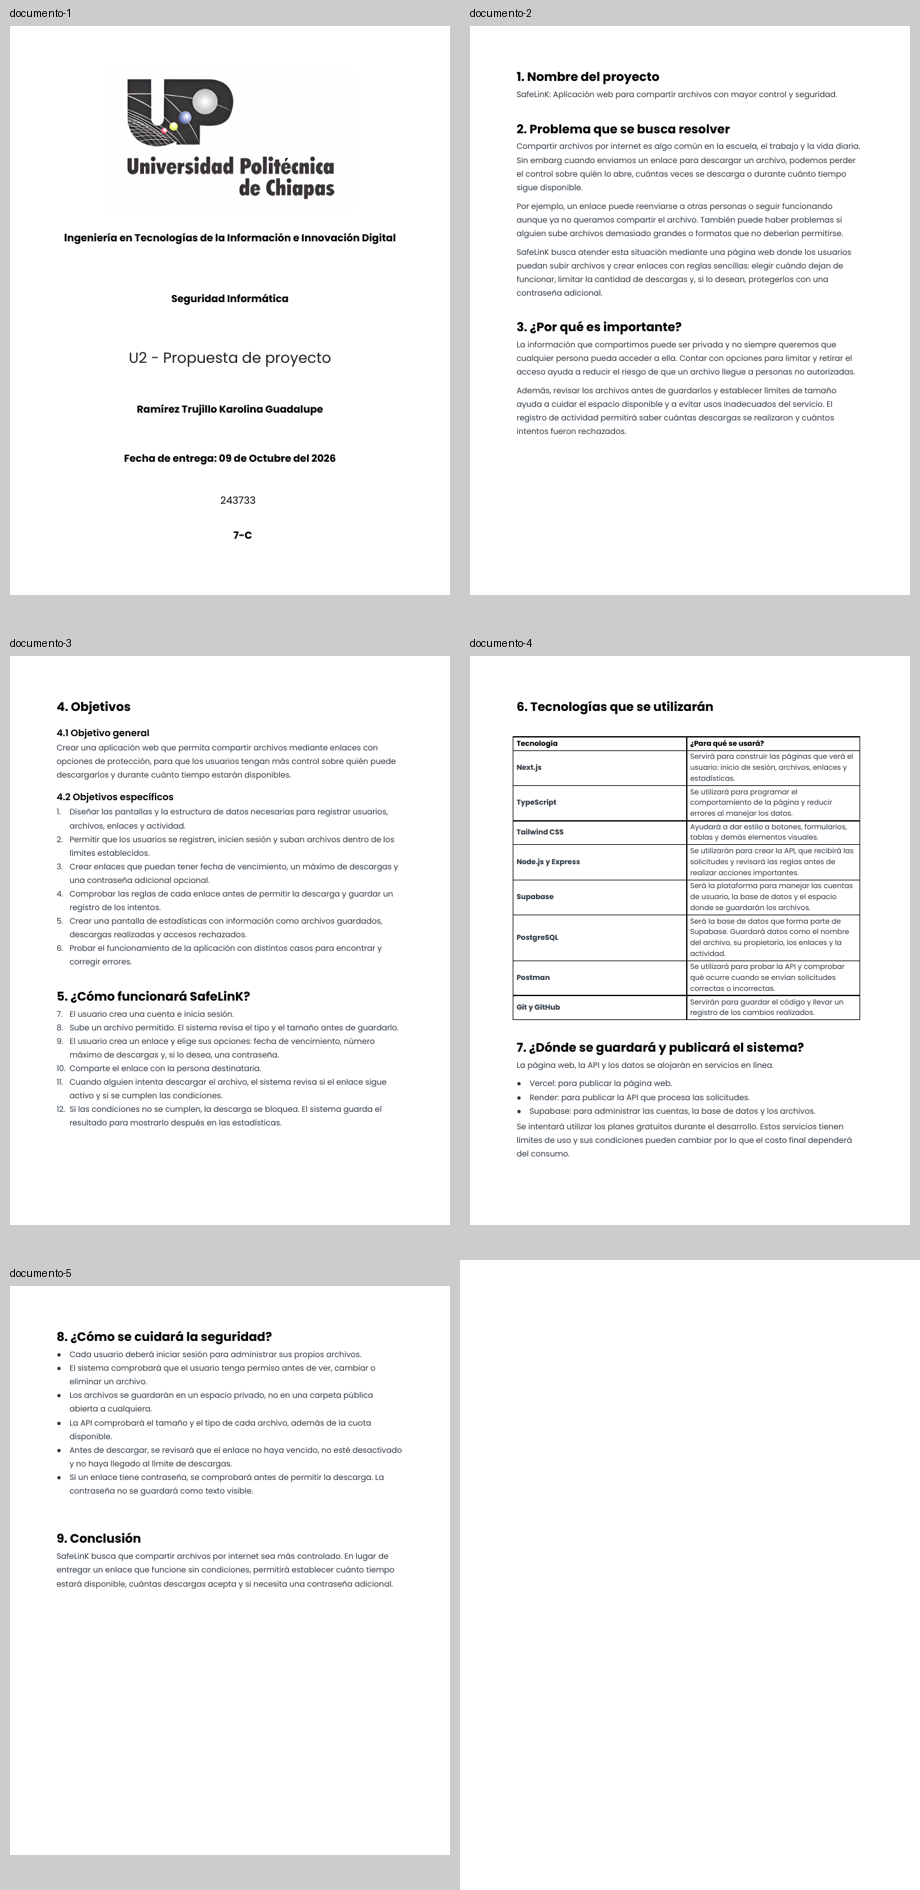 documento-1
UP
Universidad Politécnica
de Chiapas
Ingeniería en Tecnologías de la Información e Innovación Digital
Seguridad Informática
U2 - Propuesta de proyecto
Ramírez Trujillo Karolina Guadalupe
Fecha de entrega: 09 de Octubre del 2026
243733
7-C
documento-2
1. Nombre del proyecto
SafeLinK: Aplicación web para compartir archivos con mayor control y seguridad.
2. Problema que se busca resolver
Compartir archivos por internet es algo común en la escuela, el trabajo y la vida diaria.
Sin embarg cuando enviamos un enlace para descargar un archivo, podemos perder
el control sobre quién lo abre, cuántas veces se descarga o durante cuánto tiempo
sigue disponible.
Por ejemplo, un enlace puede reenviarse a otras personas o seguir funcionando
aunque ya no queramos compartir el archivo. También puede haber problemas si
alguien sube archivos demasiado grandes o formatos que no deberían permitirse.
SafeLinK busca atender esta situación mediante una página web donde los usuarios
puedan subir archivos y crear enlaces con reglas sencillas: elegir cuándo dejan de
funcionar, limitar la cantidad de descargas y, si lo desean, protegerlos con una
contraseña adicional.
3. ¿Por qué es importante?
La información que compartimos puede ser privada y no siempre queremos que
cualquier persona pueda acceder a ella. Contar con opciones para limitar y retirar el
acceso ayuda a reducir el riesgo de que un archivo llegue a personas no autorizadas.
Además, revisar los archivos antes de guardarlos y establecer límites de tamaño
ayuda a cuidar el espacio disponible y a evitar usos inadecuados del servicio. El
registro de actividad permitirá saber cuántas descargas se realizaron y cuántos
intentos fueron rechazados.
documento-3
4. Objetivos
4.1 Objetivo general
Crear una aplicación web que permita compartir archivos mediante enlaces con
opciones de protección, para que los usuarios tengan más control sobre quién puede
descargarlos y durante cuánto tiempo estarán disponibles.
4.2 Objetivos específicos
1. Diseñar las pantallas y la estructura de datos necesarias para registrar usuarios,
archivos, enlaces y actividad.
2. Permitir que los usuarios se registren, inicien sesión y suban archivos dentro de los
límites establecidos.
3. Crear enlaces que puedan tener fecha de vencimiento, un máximo de descargas y
una contraseña adicional opcional.
4. Comprobar las reglas de cada enlace antes de permitir la descarga y guardar un
registro de los intentos.
5. Crear una pantalla de estadísticas con información como archivos guardados,
descargas realizadas y accesos rechazados.
6. Probar el funcionamiento de la aplicación con distintos casos para encontrar y
corregir errores.
5. ¿Cómo funcionará SafeLinK?
7. El usuario crea una cuenta e inicia sesión.
8. Sube un archivo permitido. El sistema revisa el tipo y el tamaño antes de guardarlo.
9. El usuario crea un enlace y elige sus opciones: fecha de vencimiento, número
máximo de descargas y, si lo desea, una contraseña.
10. Comparte el enlace con la persona destinataria.
11. Cuando alguien intenta descargar el archivo, el sistema revisa si el enlace sigue
activo y si se cumplen las condiciones.
12. Si las condiciones no se cumplen, la descarga se bloquea. El sistema guarda el
resultado para mostrarlo después en las estadísticas.
documento-4
6. Tecnologías que se utilizarán
Tecnología ¿Para qué se usará?
Next.js Servirá para construir las páginas que verá el
usuario: inicio de sesión, archivos, enlaces y
estadísticas.
TypeScript Se utilizará para programar el
comportamiento de la página y reducir
errores al manejar los datos.
Tailwind CSS Ayudará a dar estilo a botones, formularios,
tablas y demás elementos visuales.
Node.js y Express Se utilizarán para crear la API, que recibirá las
solicitudes y revisará las reglas antes de
realizar acciones importantes.
Supabase Será la plataforma para manejar las cuentas
de usuario, la base de datos y el espacio
donde se guardarán los archivos.
PostgreSQL Será la base de datos que forma parte de
Supabase. Guardará datos como el nombre
del archivo, su propietario, los enlaces y la
actividad.
Postman Se utilizará para probar la API y comprobar
qué ocurre cuando se envían solicitudes
correctas o incorrectas.
Git y GitHub Servirán para guardar el código y llevar un
registro de los cambios realizados.
7. ¿Dónde se guardará y publicará el sistema?
La página web, la API y los datos se alojarán en servicios en línea.
● Vercel: para publicar la página web.
● Render: para publicar la API que procesa las solicitudes.
● Supabase: para administrar las cuentas, la base de datos y los archivos.
Se intentará utilizar los planes gratuitos durante el desarrollo. Estos servicios tienen
límites de uso y sus condiciones pueden cambiar por lo que el costo final dependerá
del consumo.
documento-5
8. ¿Cómo se cuidará la seguridad?
● Cada usuario deberá iniciar sesión para administrar sus propios archivos.
● El sistema comprobará que el usuario tenga permiso antes de ver, cambiar o
eliminar un archivo.
● Los archivos se guardarán en un espacio privado, no en una carpeta pública
abierta a cualquiera.
● La API comprobará el tamaño y el tipo de cada archivo, además de la cuota
disponible.
● Antes de descargar, se revisará que el enlace no haya vencido, no esté desactivado
y no haya llegado al límite de descargas.
● Si un enlace tiene contraseña, se comprobará antes de permitir la descarga. La
contraseña no se guardará como texto visible.
9. Conclusión
SafeLinK busca que compartir archivos por internet sea más controlado. En lugar de
entregar un enlace que funcione sin condiciones, permitirá establecer cuánto tiempo
estará disponible, cuántas descargas acepta y si necesita una contraseña adicional.